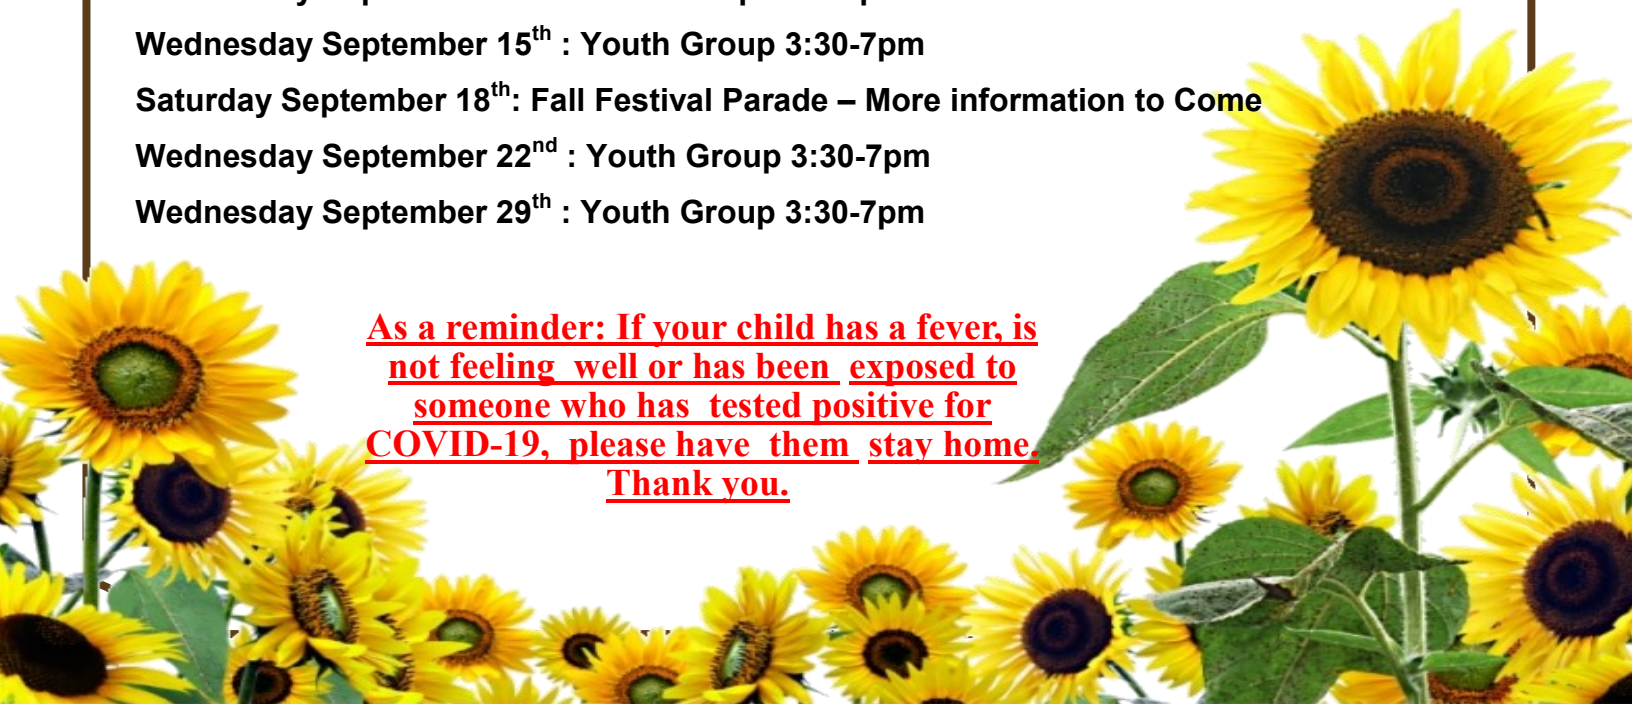 Wednesday September 15th : Youth Group 3:30-7pm
Saturday September 18th: Fall Festival Parade – More information to Come
Wednesday September 22nd : Youth Group 3:30-7pm
Wednesday September 29th : Youth Group 3:30-7pm
As a reminder: If your child has a fever, is
not feeling well or has been exposed to
someone who has tested positive for
COVID-19, please have them stay home.
Thank you.